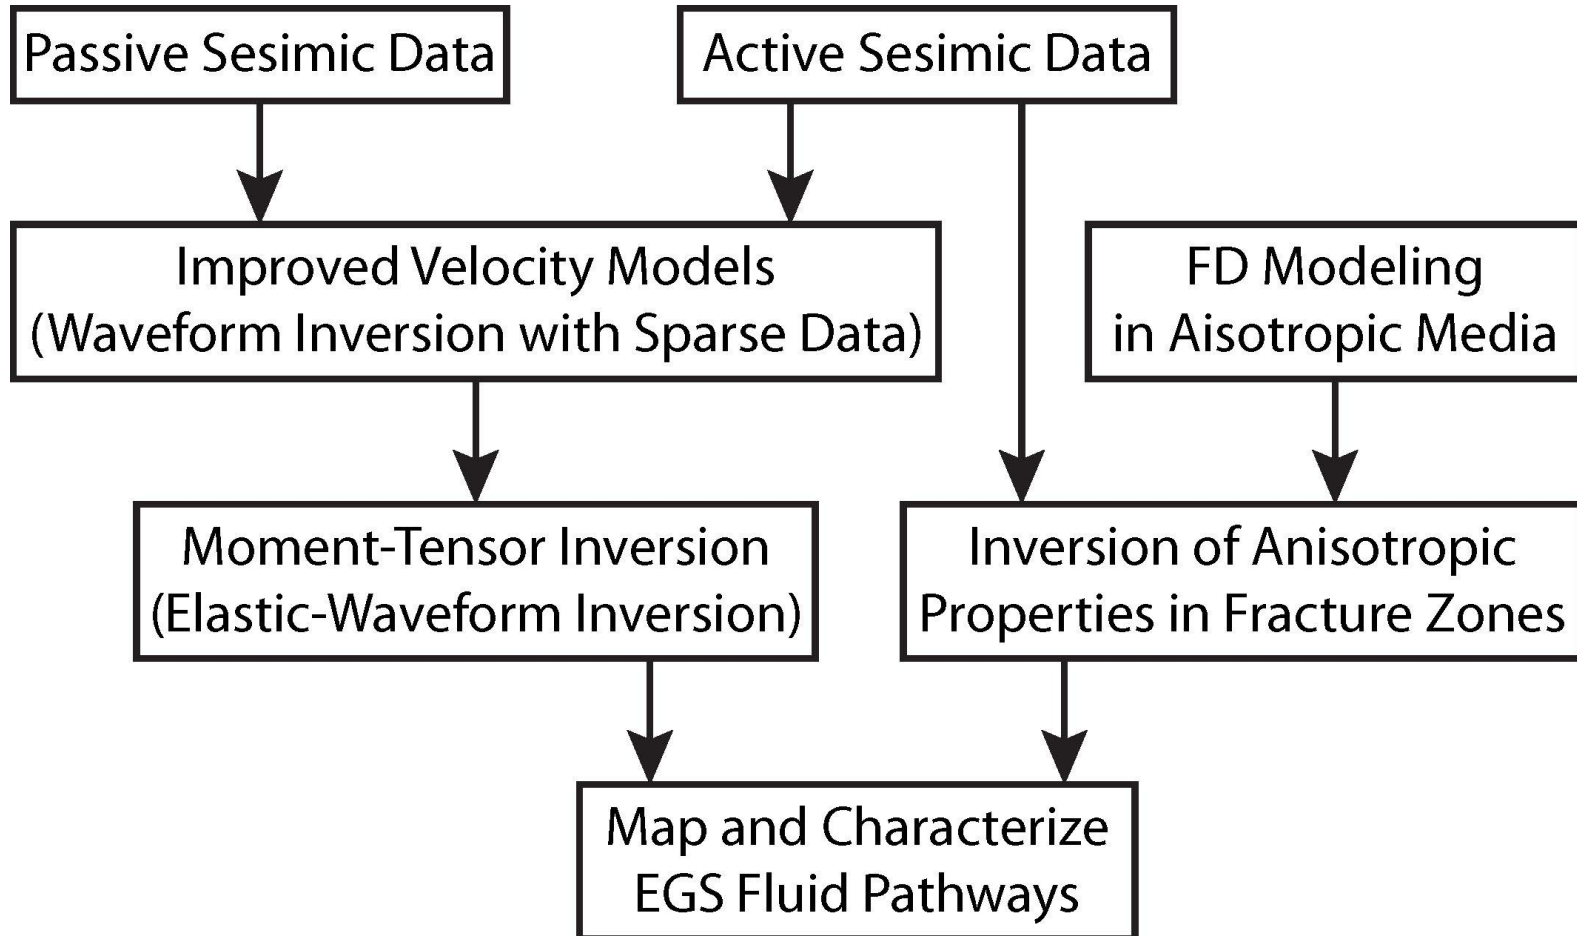 Passive Sesimic Data
Active Sesimic Data
Improved Velocity Models
(Waveform Inversion with Sparse Data)
FD Modeling
in Aisotropic Media
Moment-Tensor Inversion
(Elastic-Waveform Inversion)
Inversion of Anisotropic
Properties in Fracture Zones
Map and Characterize
EGS Fluid Pathways